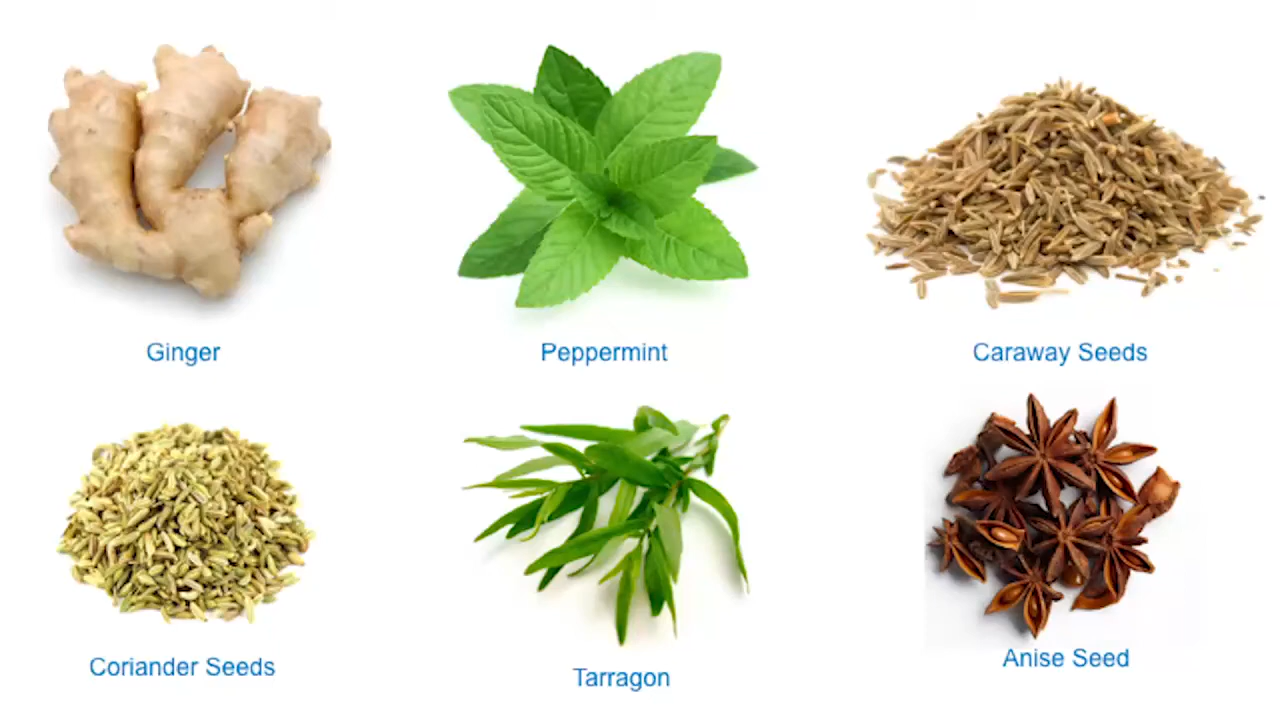 Ginger
Peppermint
Caraway Seeds
Coriander Seeds
Tarragon
Anise Seed